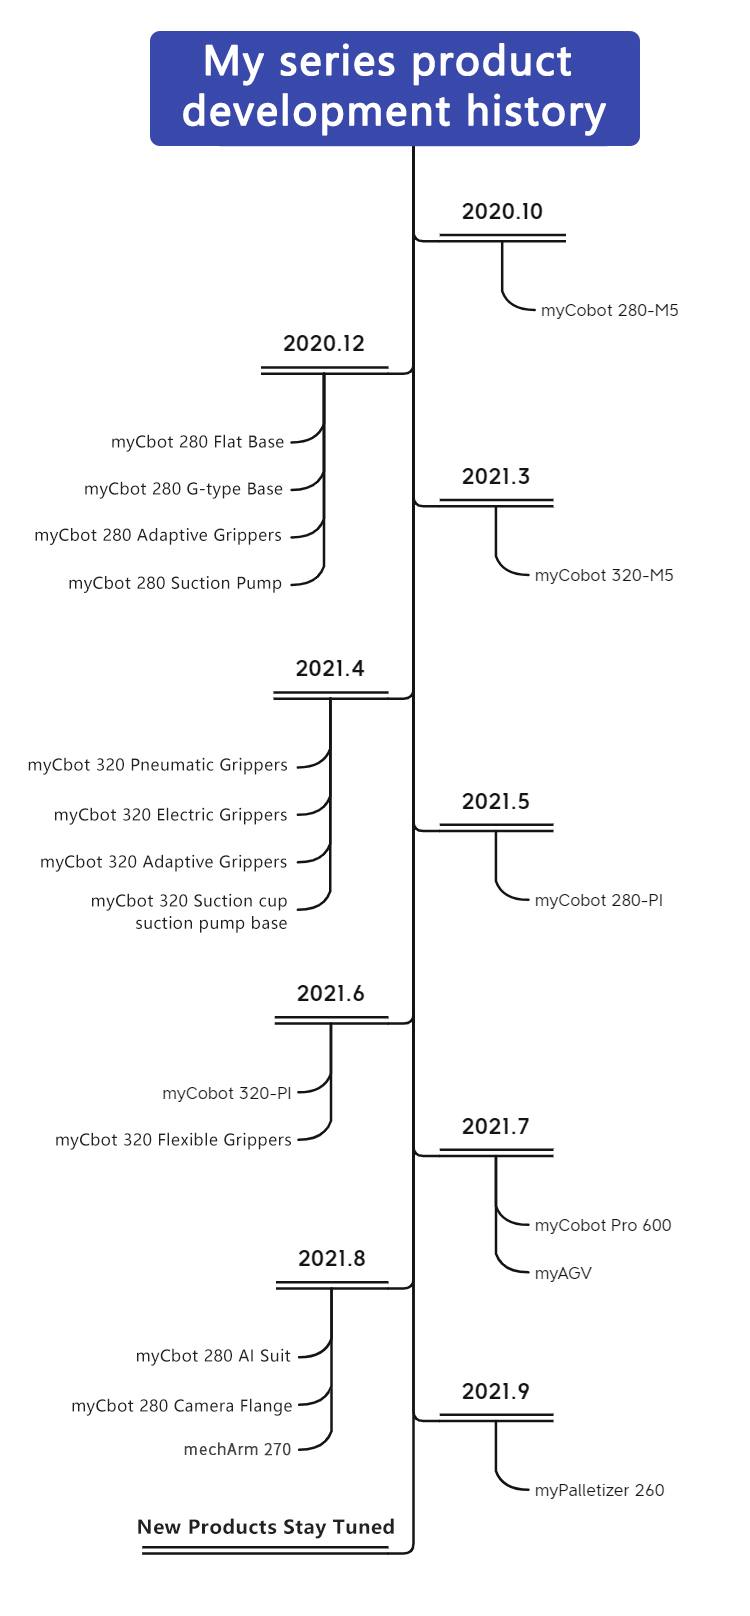 My series product
development history
2020.10
myCobot 280-M5
2020.12
myCbot 280 Flat Base
myCbot 280 G-type Base
myCbot 280 Adaptive Grippers
myCbot 280 Suction Pump
2021.3
myCobot 320-M5
2021.4
myCbot 320 Pneumatic Grippers
myCbot 320 Electric Grippers
myCbot 320 Adaptive Grippers
myCbot 320 Suction cup
suction pump base
2021.5
myCobot 280-PI
2021.6
myCobot 320-PI
myCbot 320 Flexible Grippers
2021.7
myCobot Pro 600
myAGV
2021.8
myCbot 280 AI Suit
myCbot 280 Camera Flange
mechArm 270
2021.9
myPalletizer 260
New Products Stay Tuned